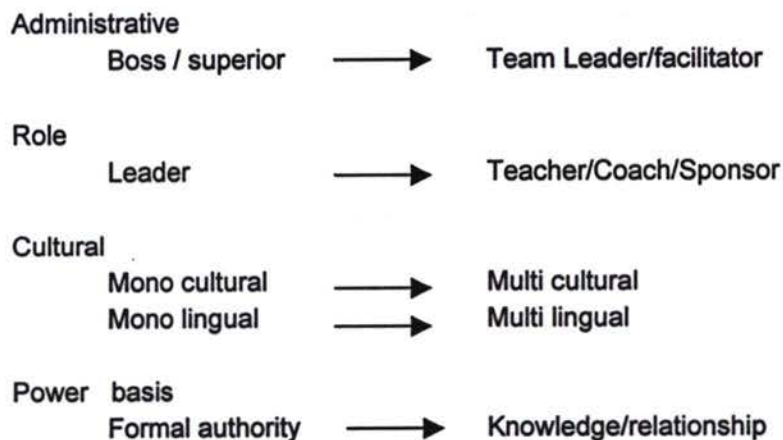 Administrative
Boss / superior Team Leader/facilitator
Role
Leader Teacher/Coach/Sponsor
Cultural
Mono cultural Multi cultural
Mono lingual Multi lingual
Power basis
Formal authority Knowledge/relationship